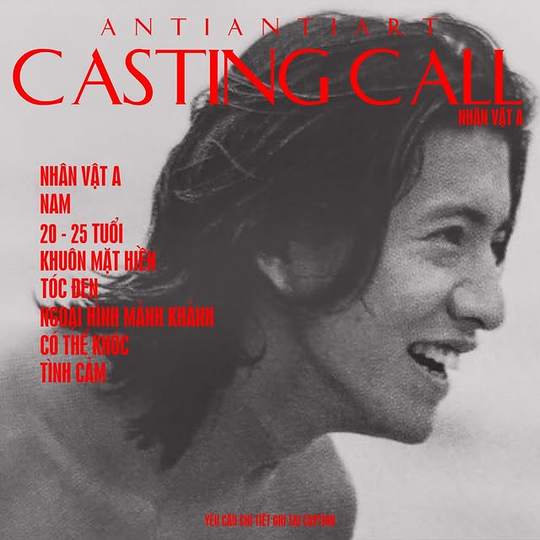 ANTIANTIART
CASTING CALL
NHÂN VẬT A
NHÂN VẬT A
NAM
20 - 25 TUỔI
KHUÔN MẶT HIỀN
TÓC ĐEN
NGOẠI HÌNH MẢNH KHẢNH
CÓ THỂ KHÓC
TÌNH CẢM
YÊU CẦU CHI TIẾT GHI TẠI CAPTION